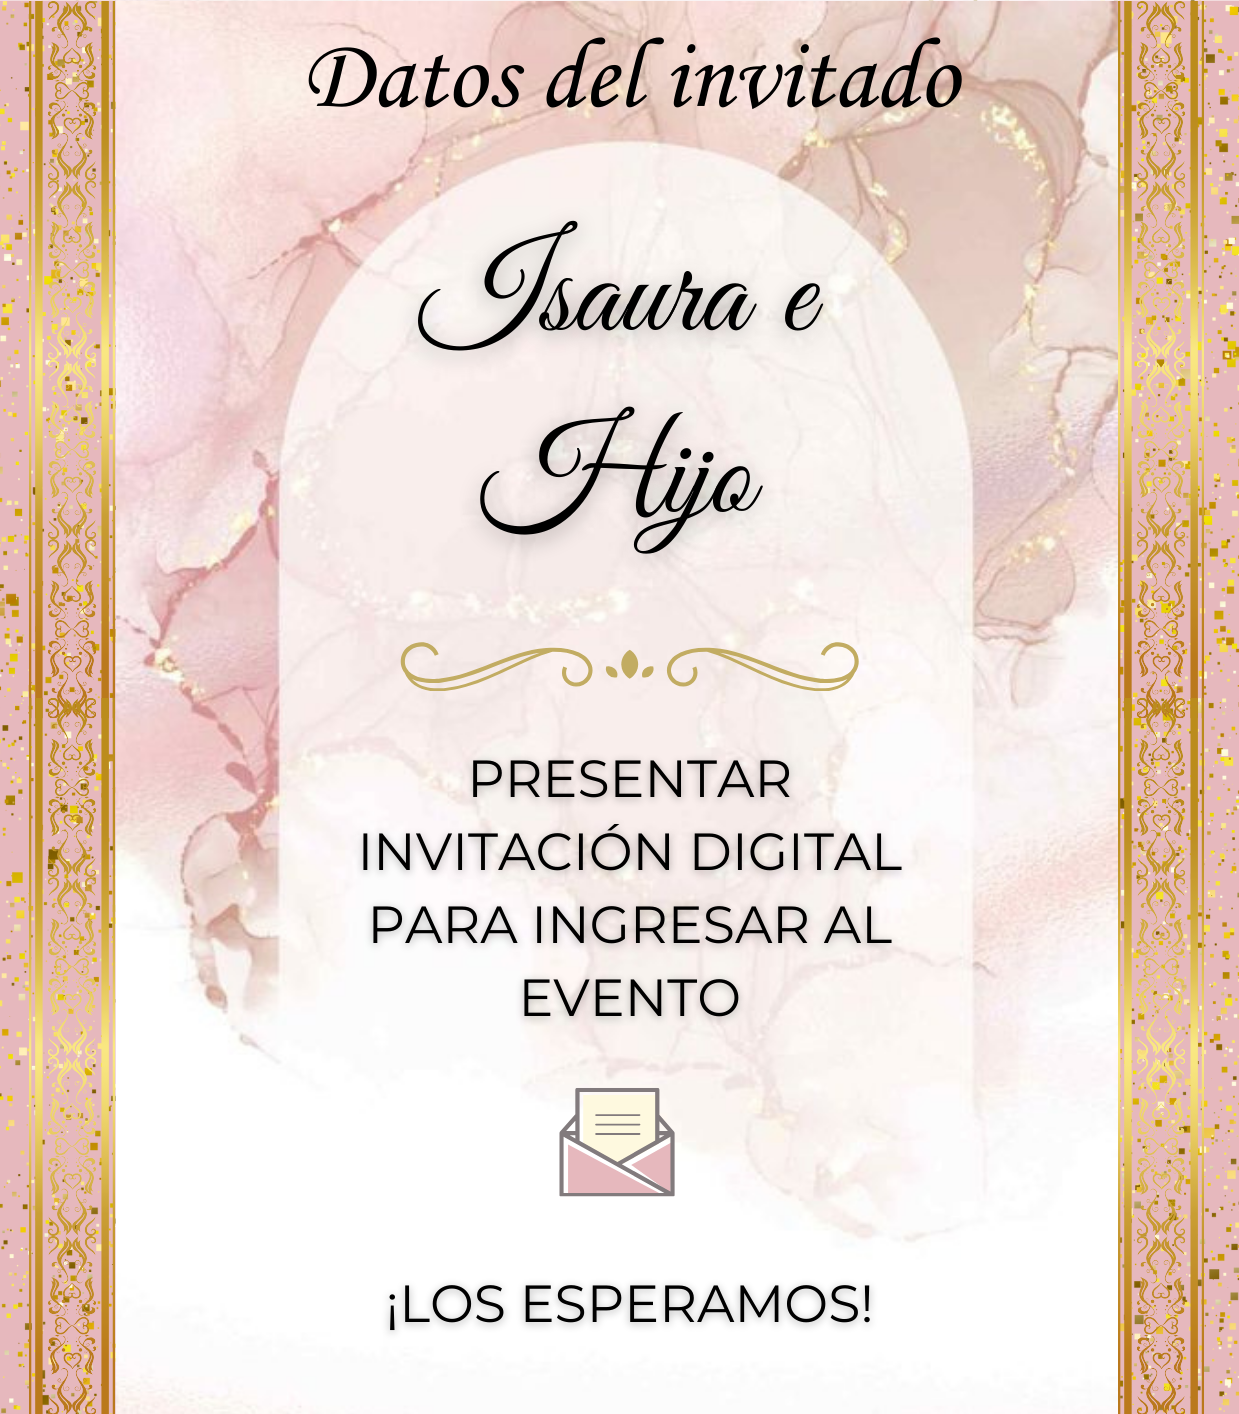 Datos del invitado
Isaura e
Hijo
PRESENTAR
INVITACIÓN DIGITAL
PARA INGRESAR AL
EVENTO
¡LOS ESPERAMOS!